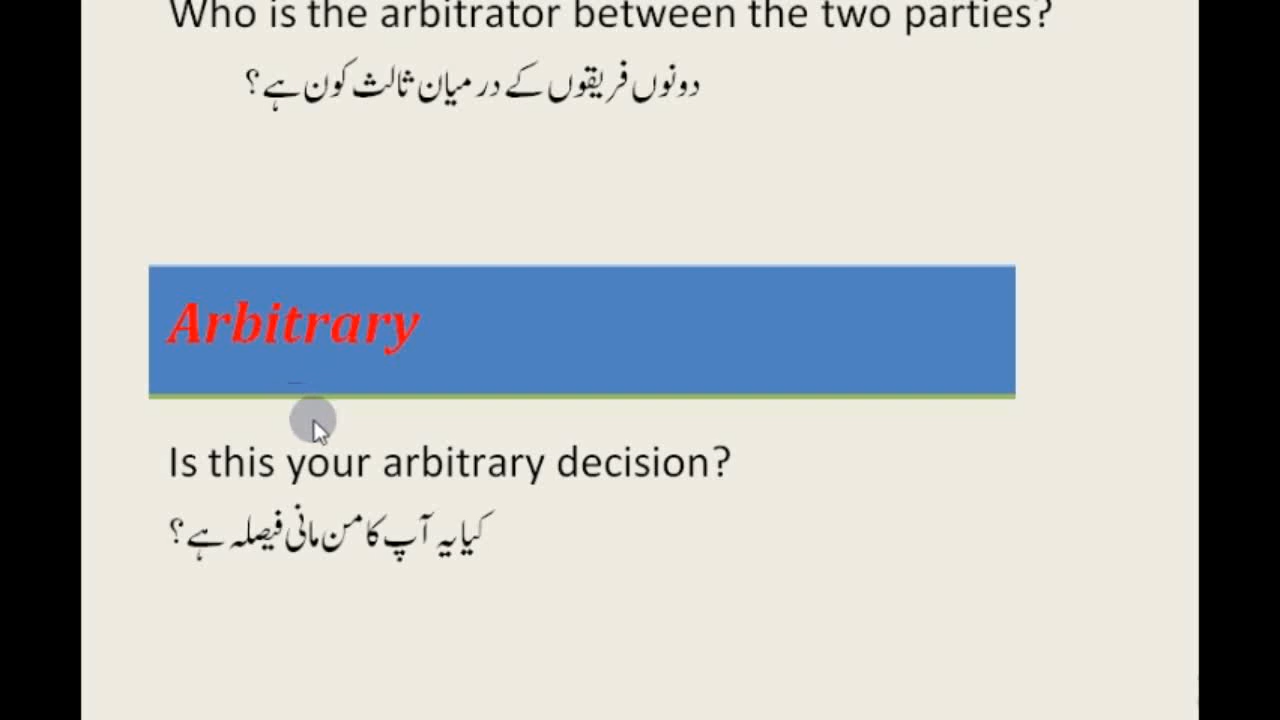 Who is the arbitrator between the two parties?
دونوں فریقوں کے درمیان ثالث کون ہے؟
Arbitrary
Is this your arbitrary decision?
کیا یہ آپ کا من مانی فیصلہ ہے؟